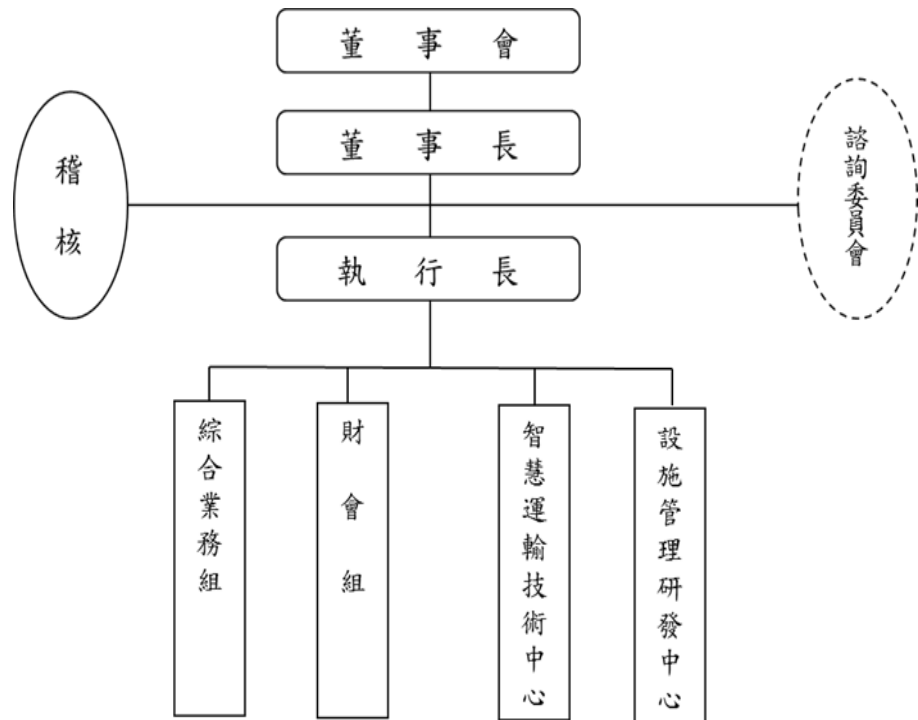 董事會
董事長
稽核
諮詢委員會
執行長
綜合業務組
財會組
智慧運輸技術中心
設施管理研發中心